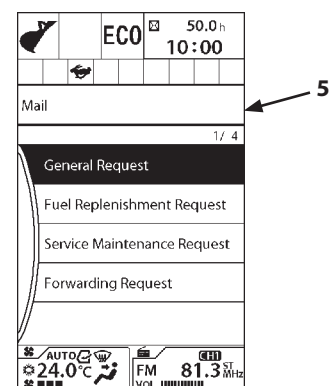 ECO 50.0 h
10:00
Mail
5
1/ 4
General Request
Fuel Replenishment Request
Service Maintenance Request
Forwarding Request
AUTO CH1
24.0°C FM 81.3 ST MHz
VOL